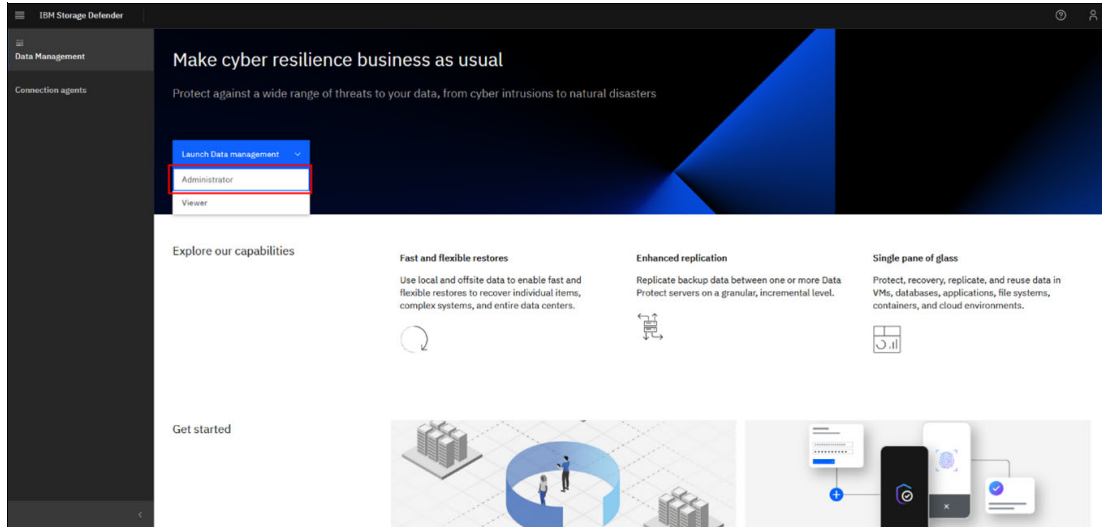 IBM Storage Defender
Data Management
Connection agents
Make cyber resilience business as usual
Protect against a wide range of threats to your data, from cyber intrusions to natural disasters
Launch Data management
Administrator
Viewer
Explore our capabilities
Fast and flexible restores
Use local and offsite data to enable fast and
flexible restores to recover individual items,
complex systems, and entire data centers.
Enhanced replication
Replicate backup data between one or more Data
Protect servers on a granular, incremental level.
Single pane of glass
Protect, recovery, replicate, and reuse data in
VMs, databases, applications, file systems,
containers, and cloud environments.
Get started